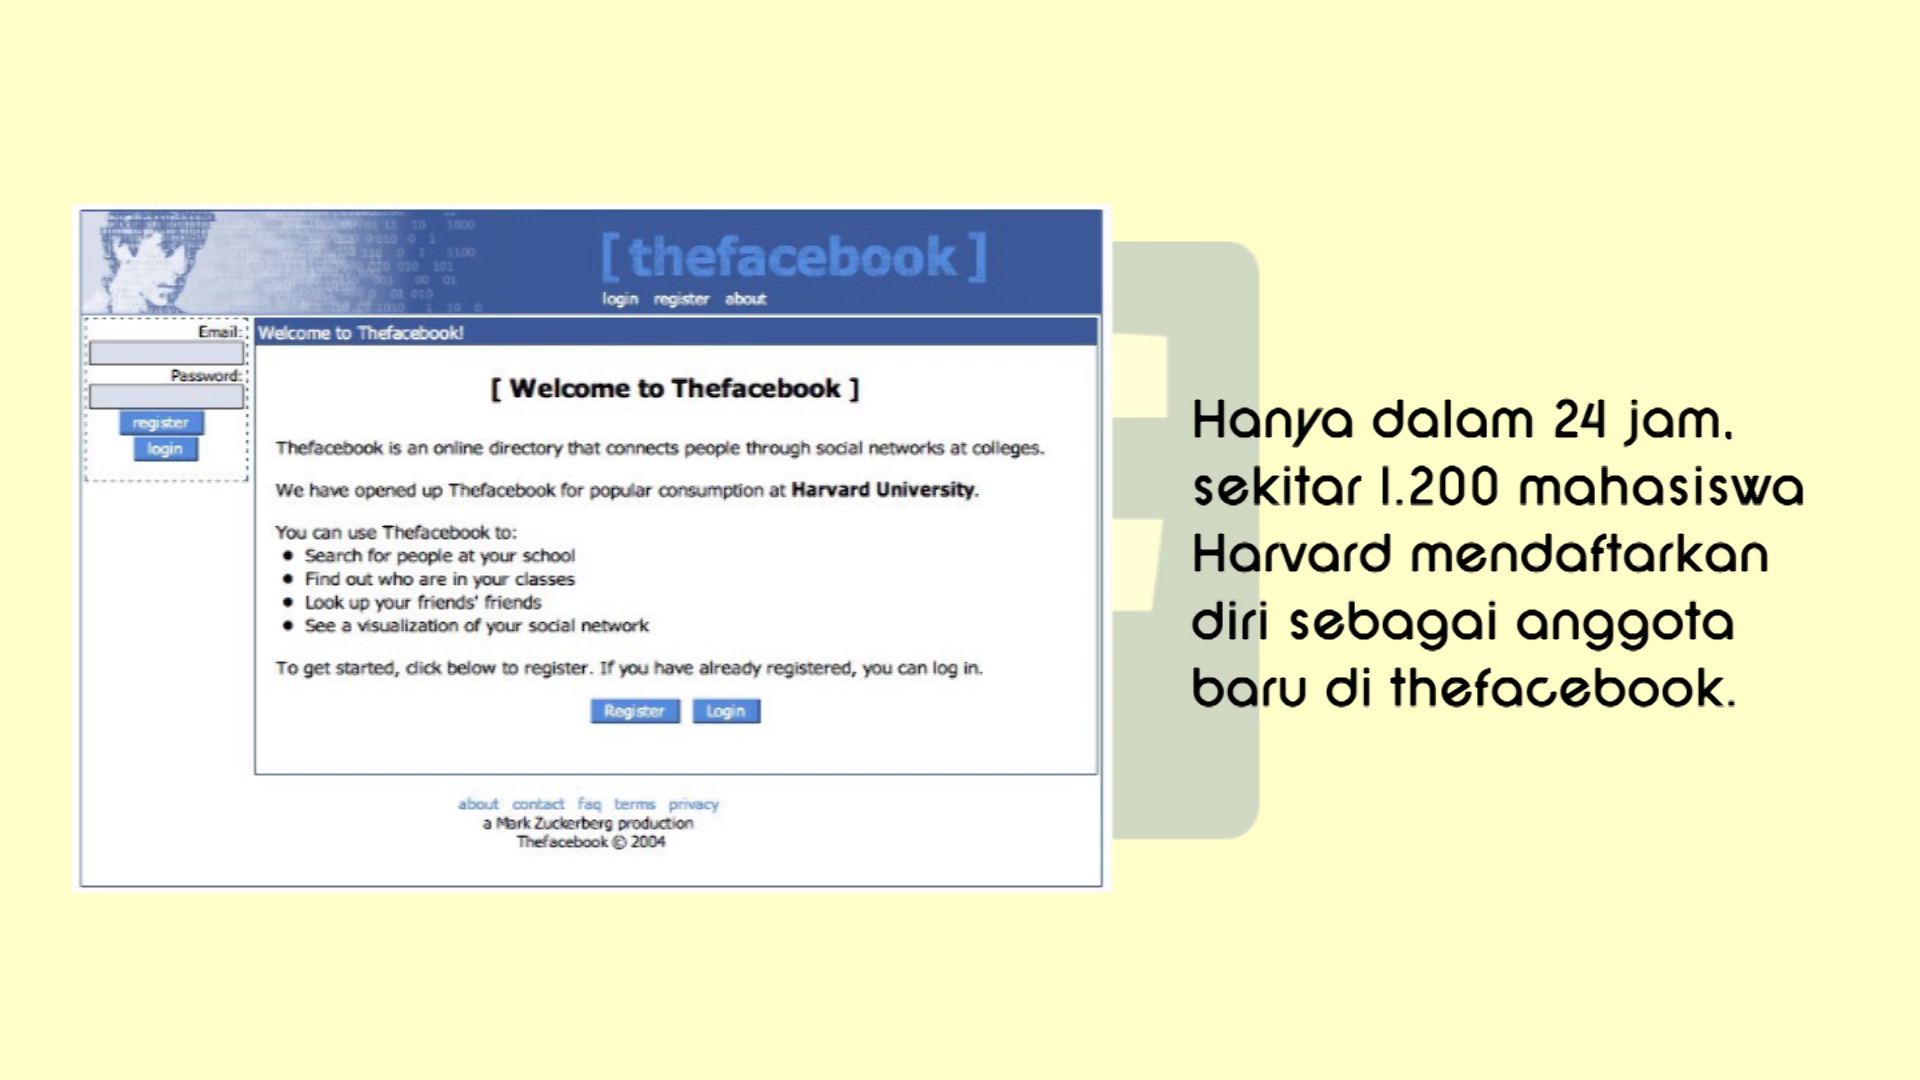 [ thefacebook ]
login register about
Email:
Password:
register
login
Welcome to Thefacebook!
[ Welcome to Thefacebook ]
Thefacebook is an online directory that connects people through social networks at colleges.
We have opened up Thefacebook for popular consumption at Harvard University.
You can use Thefacebook to:
• Search for people at your school
• Find out who are in your classes
• Look up your friends' friends
• See a visualization of your social network
To get started, click below to register. If you have already registered, you can log in.
Register Login
about contact faq terms privacy
a Mark Zuckerberg production
Thefacebook © 2004
Hanya dalam 24 jam,
sekitar 1.200 mahasiswa
Harvard mendaftarkan
diri sebagai anggota
baru di thefacebook.